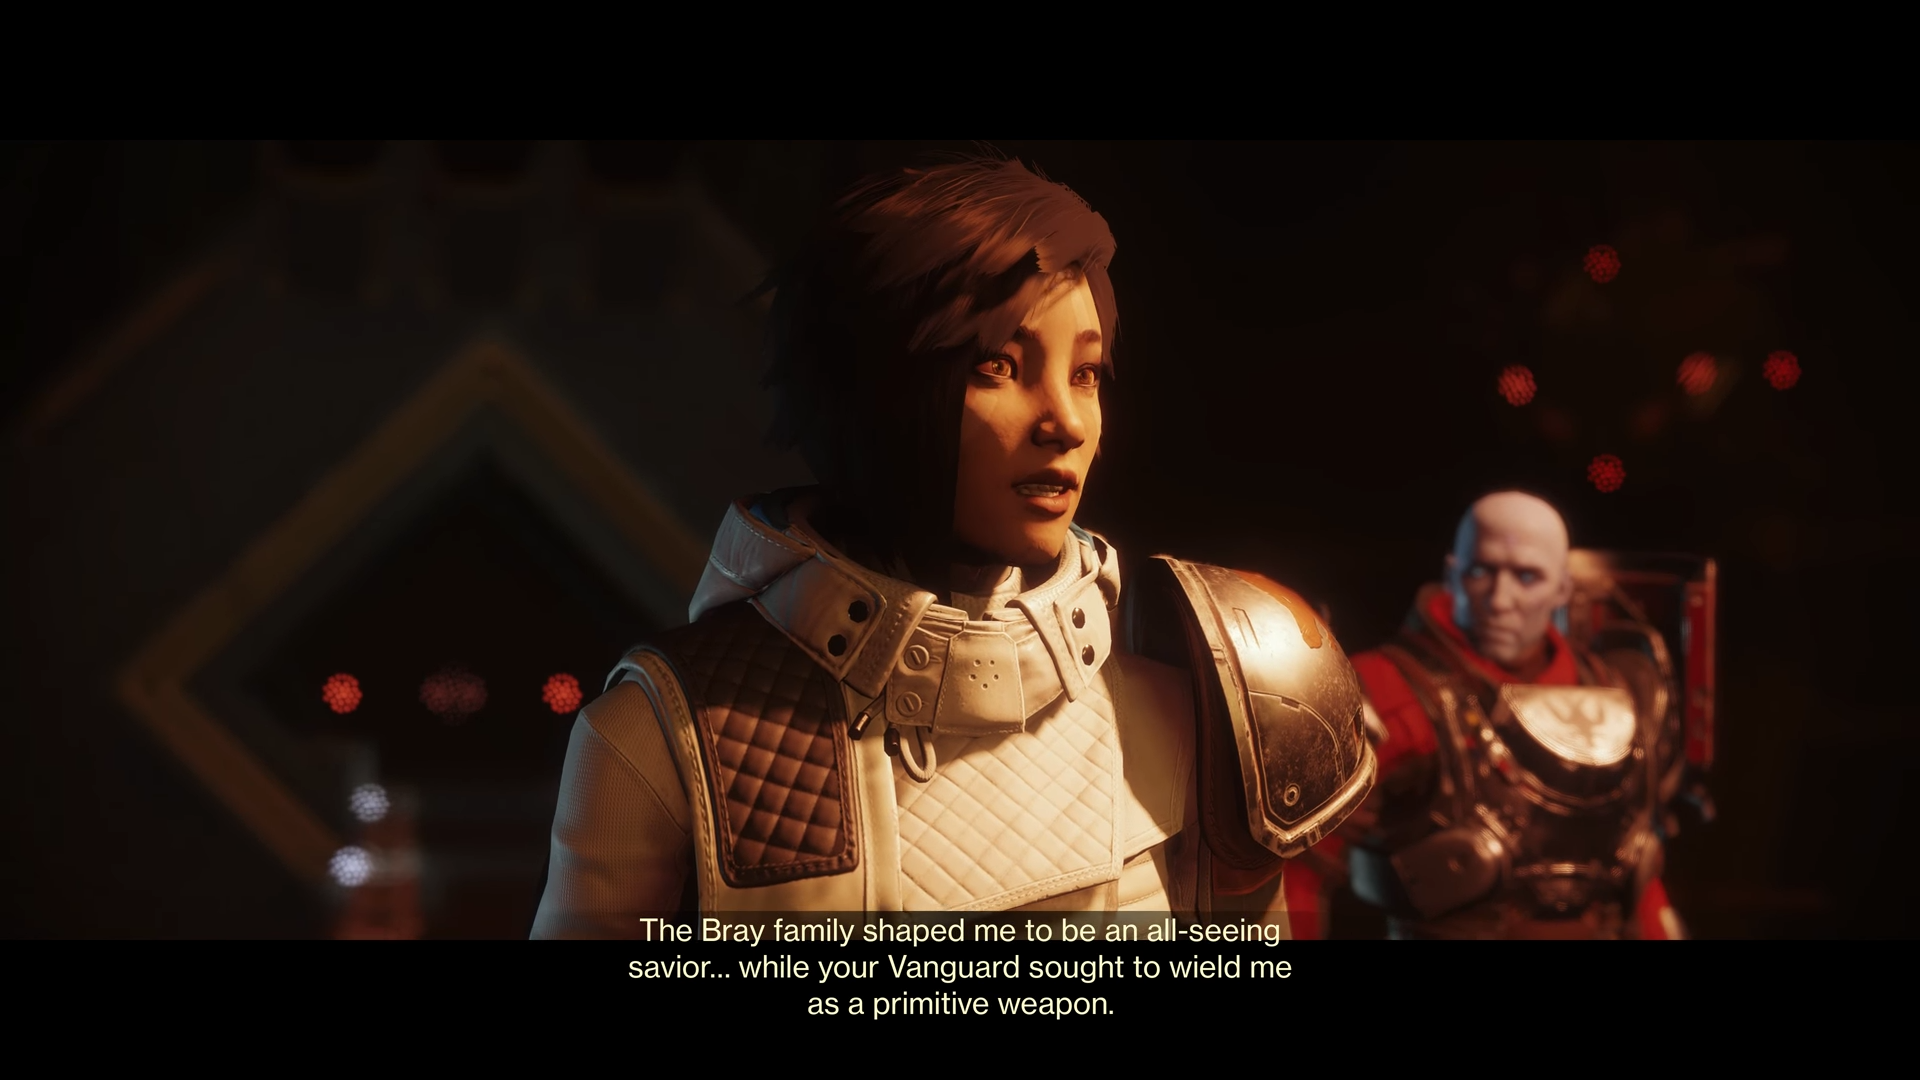 The Bray family shaped me to be an all-seeing
savior... while your Vanguard sought to wield me
as a primitive weapon.